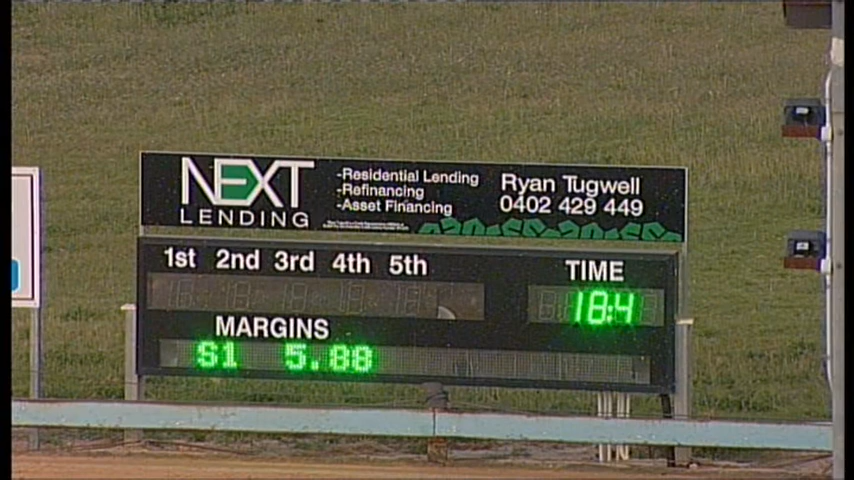 NEXT
LENDING
-Residential Lending
-Refinancing
-Asset Financing
Ryan Tugwell
0402 429 449
1st 2nd 3rd 4th 5th
TIME
18:4
MARGINS
S1 5.88